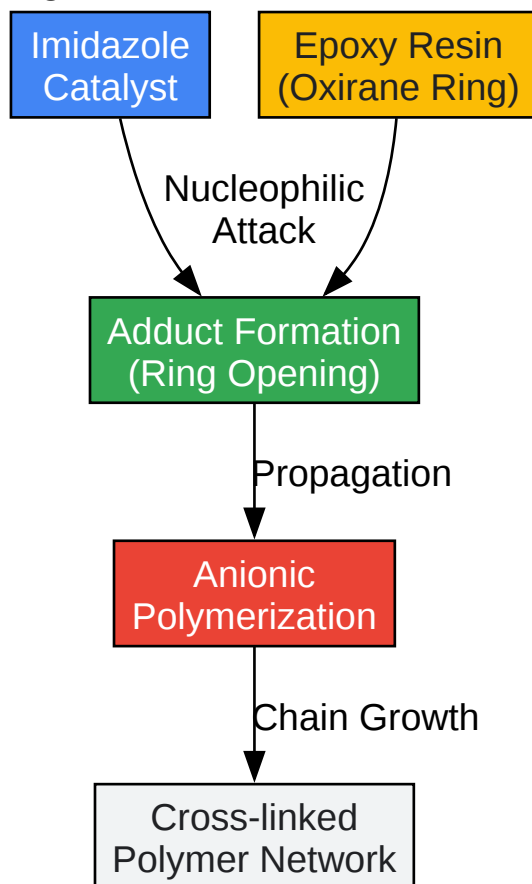 Imidazole
Catalyst
Epoxy Resin
(Oxirane Ring)
Nucleophilic
Attack
Adduct Formation
(Ring Opening)
Propagation
Anionic
Polymerization
Chain Growth
Cross-linked
Polymer Network